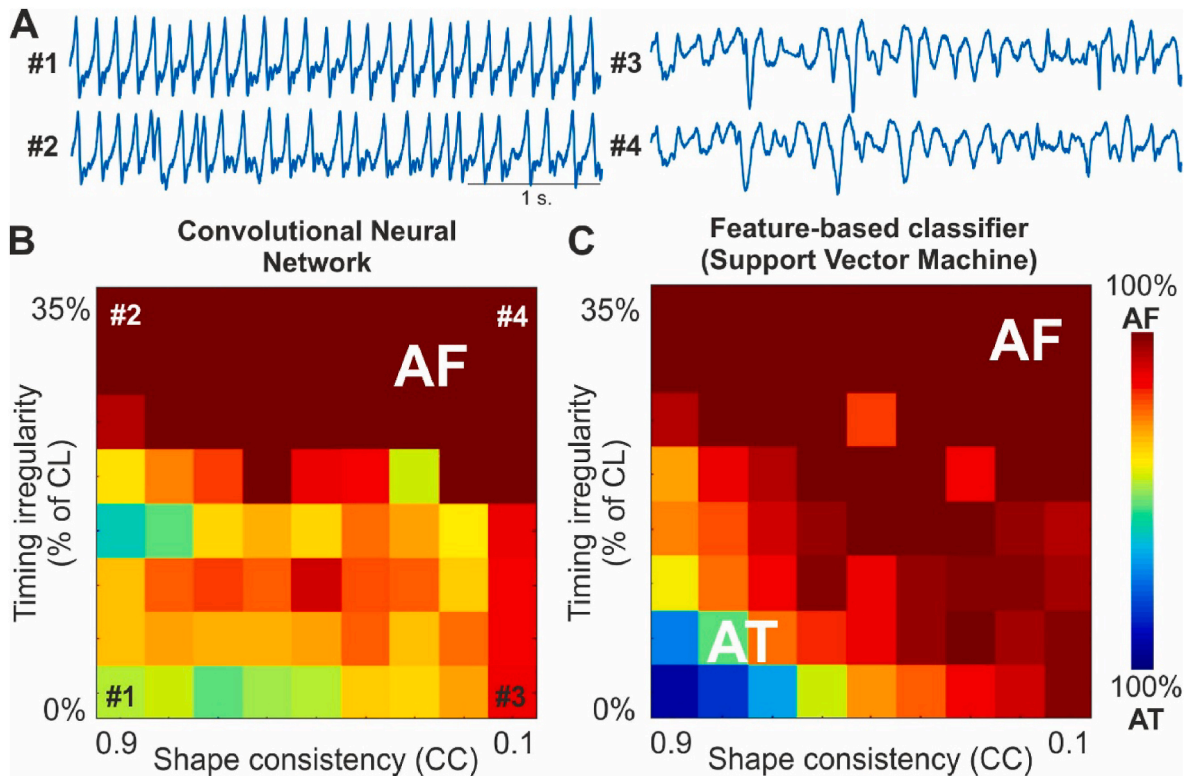 A
#1
#2
1 s.
#3
#4
B
Convolutional Neural
Network
35%
Timing irregularity
(% of CL)
0%
#2
#4
AF
#1
#3
0.9
Shape consistency (CC)
0.1
C
Feature-based classifier
(Support Vector Machine)
35%
Timing irregularity
(% of CL)
0%
AF
AT
0.9
Shape consistency (CC)
0.1
100%
AF
100%
AT